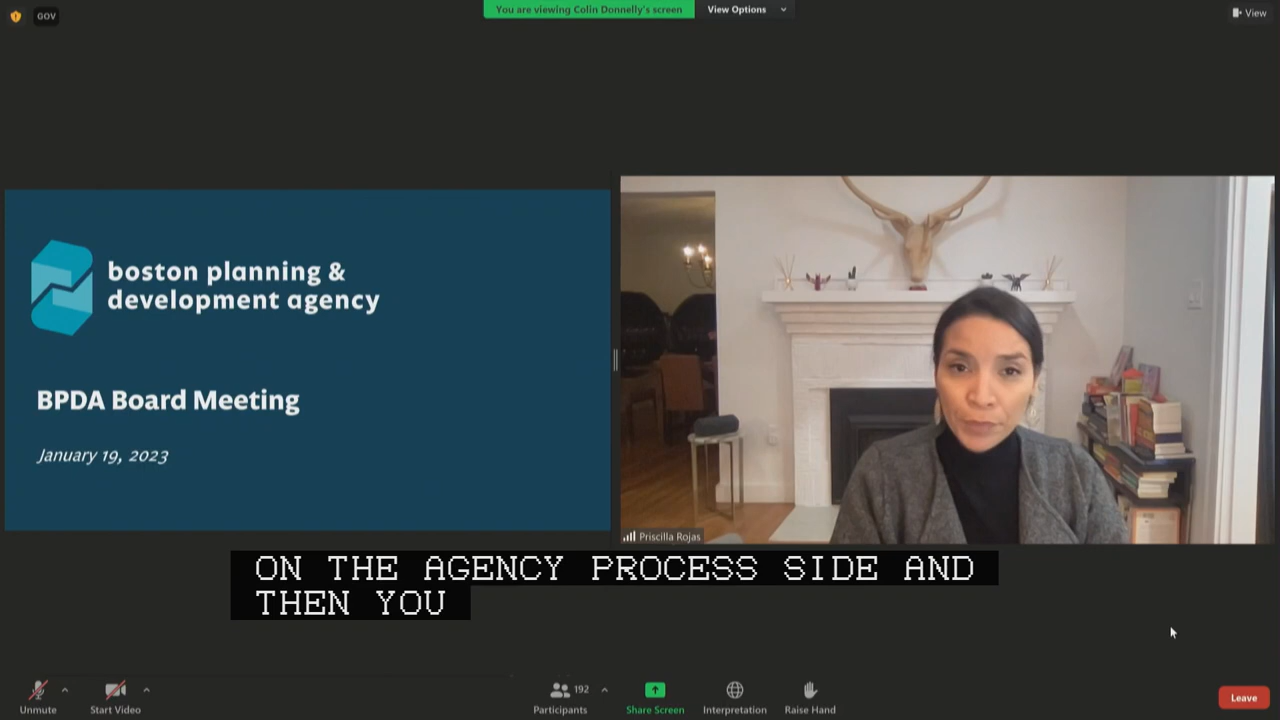 GOV
You are viewing Colin Donnelly's screen
View Options
View
boston planning &
development agency
BPDA Board Meeting
January 19, 2023
Priscilla Rojas
ON THE AGENCY PROCESS SIDE AND
THEN YOU
Unmute
Start Video
192
Participants
Share Screen
Interpretation
Raise Hand
Leave